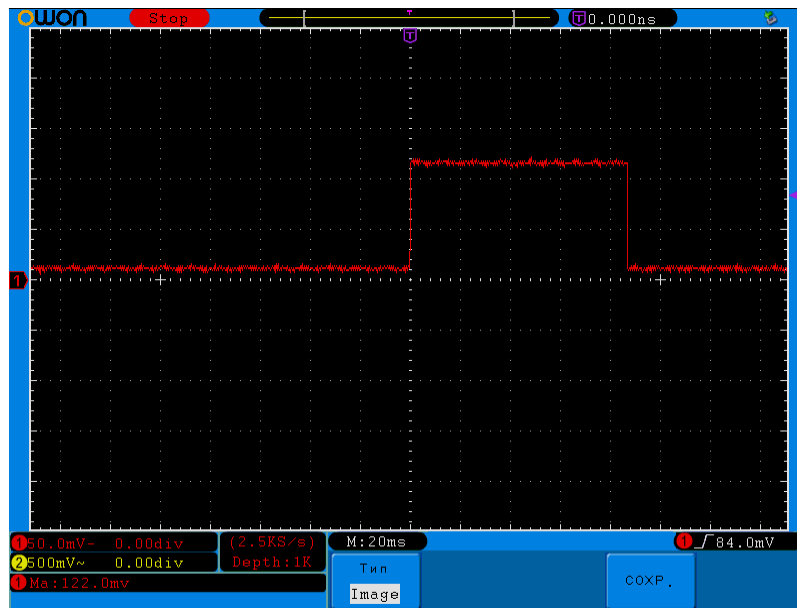 OWON Stop T 0.000ns
T
1
1 50.0mV- 0.00div (2.5KS/s) M:20ms 1 84.0mV
2 500mV~ 0.00div Depth:1K
1 Ma:122.0mv
Тип
Image
СОХР.